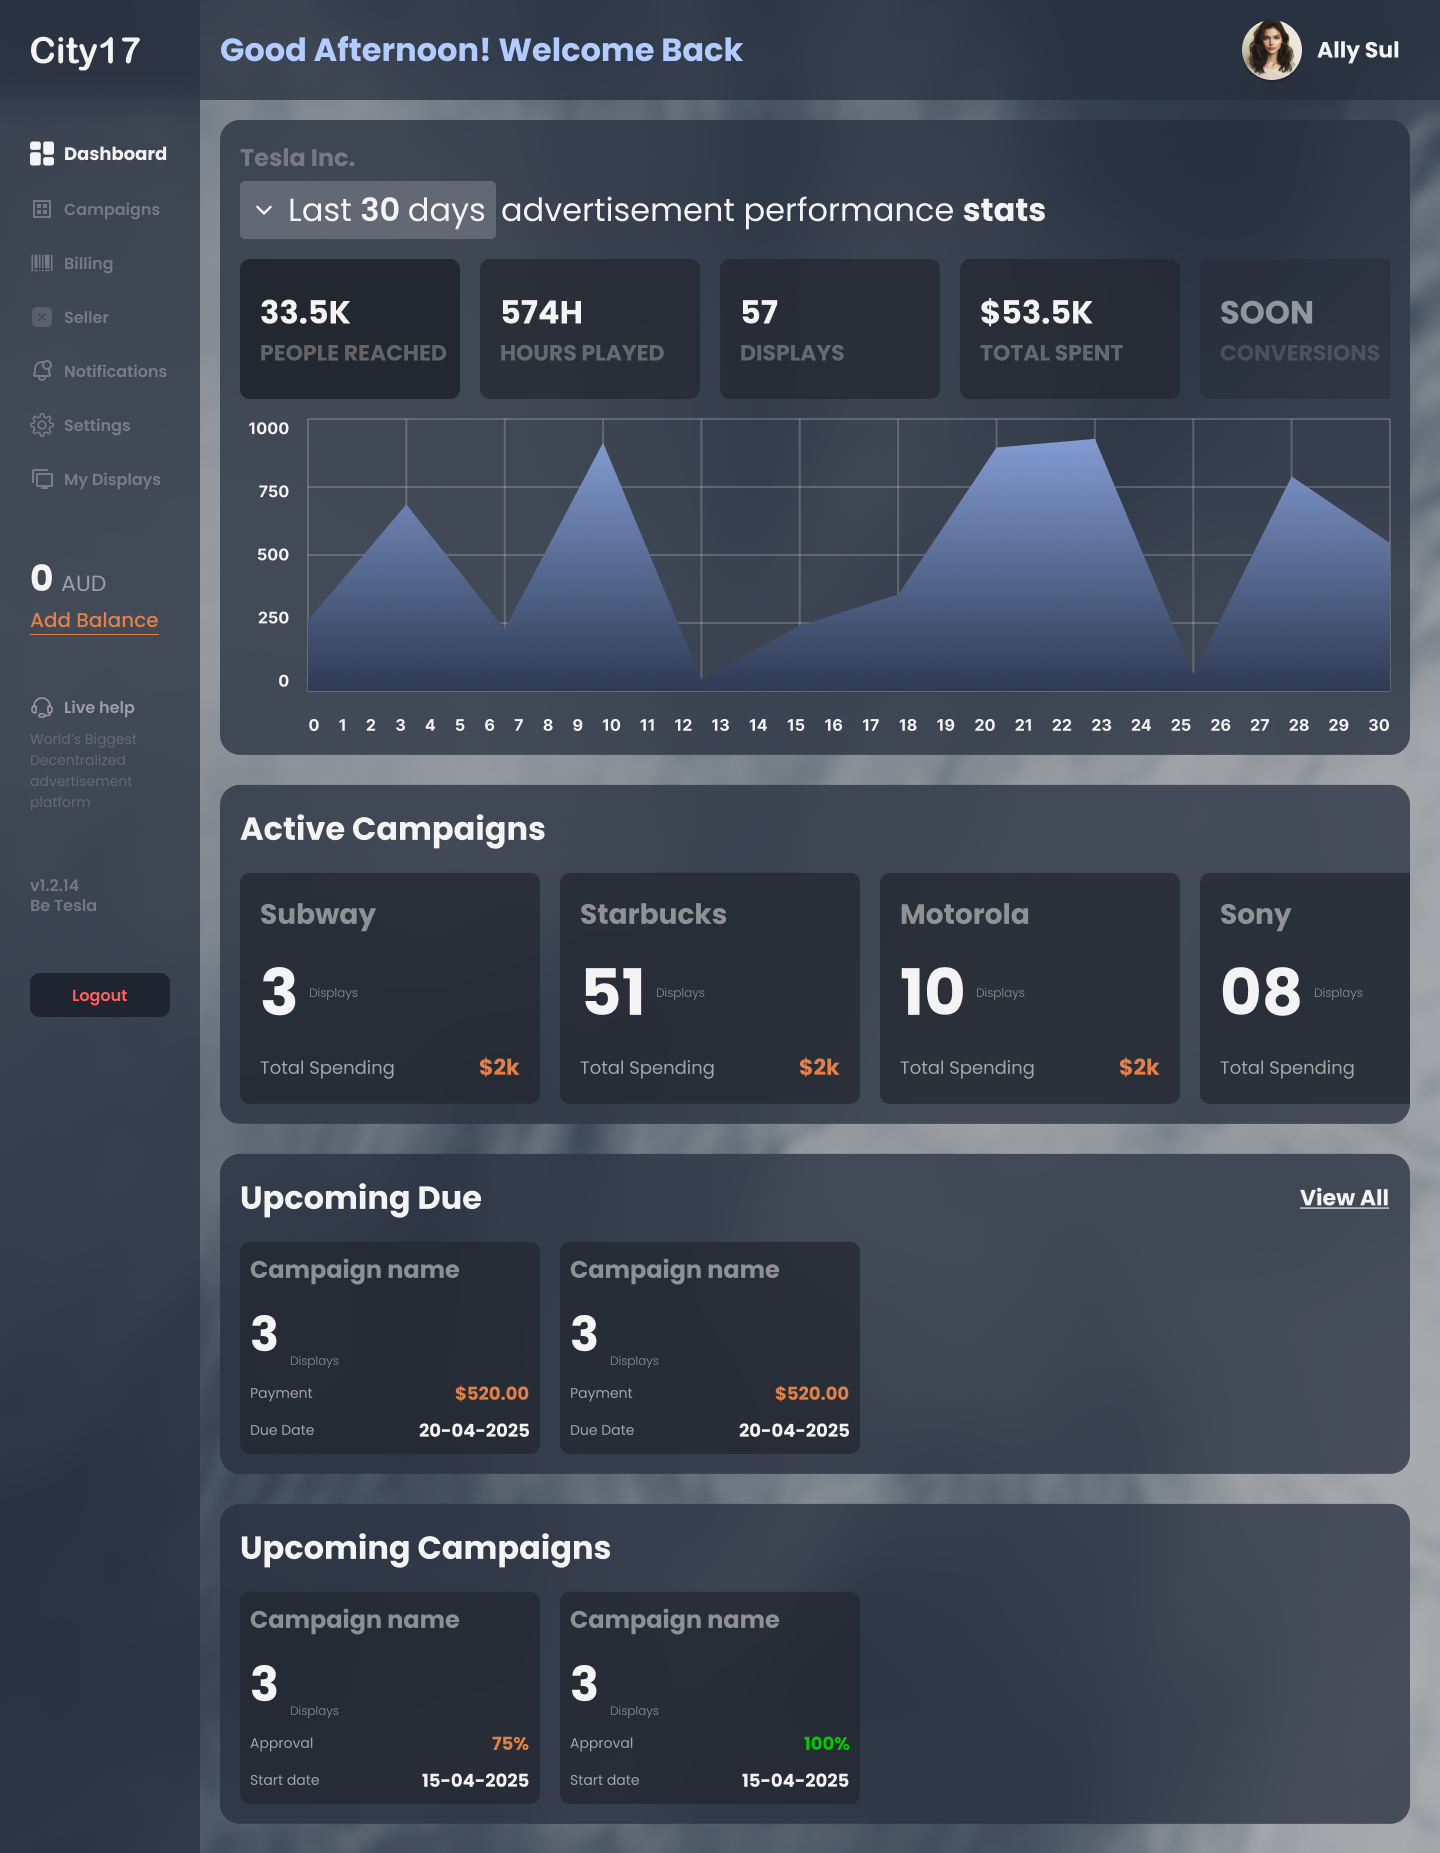 City17
Good Afternoon! Welcome Back
Ally Sul
Dashboard
Campaigns
Billing
Seller
Notifications
Settings
My Displays
0 AUD
Add Balance
Live help
World's Biggest
Decentralized
advertisement
platform
v1.2.14
Be Tesla
Logout
Tesla Inc.
Last 30 days advertisement performance stats
33.5K
PEOPLE REACHED
574H
HOURS PLAYED
57
DISPLAYS
$53.5K
TOTAL SPENT
SOON
CONVERSIONS
1000
750
500
250
0
0 1 2 3 4 5 6 7 8 9 10 11 12 13 14 15 16 17 18 19 20 21 22 23 24 25 26 27 28 29 30
Active Campaigns
Subway
3 Displays
Total Spending $2k
Starbucks
51 Displays
Total Spending $2k
Motorola
10 Displays
Total Spending $2k
Sony
08 Displays
Total Spending
Upcoming Due
View All
Campaign name
3 Displays
Payment $520.00
Due Date 20-04-2025
Campaign name
3 Displays
Payment $520.00
Due Date 20-04-2025
Upcoming Campaigns
Campaign name
3 Displays
Approval 75%
Start date 15-04-2025
Campaign name
3 Displays
Approval 100%
Start date 15-04-2025